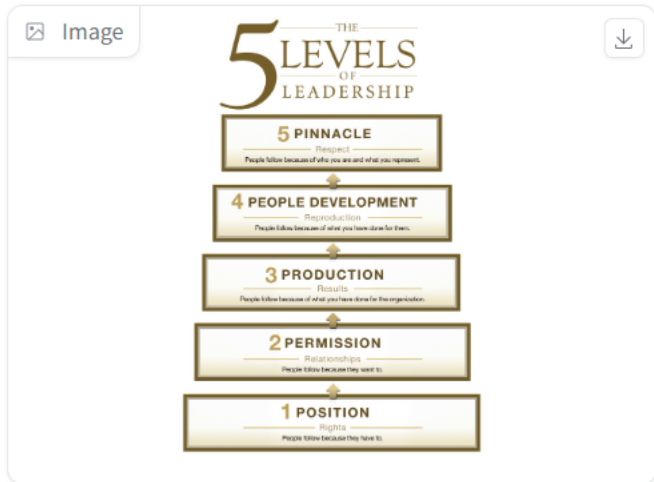 Image
THE
5 LEVELS
OF
LEADERSHIP
5 PINNACLE
Respect
People follow because of who you are and what you represent.
4 PEOPLE DEVELOPMENT
Reproduction
People follow because of what you have done for them.
3 PRODUCTION
Results
People follow because of what you have done for the organization.
2 PERMISSION
Relationships
People follow because they want to.
1 POSITION
Rights
People follow because they have to.